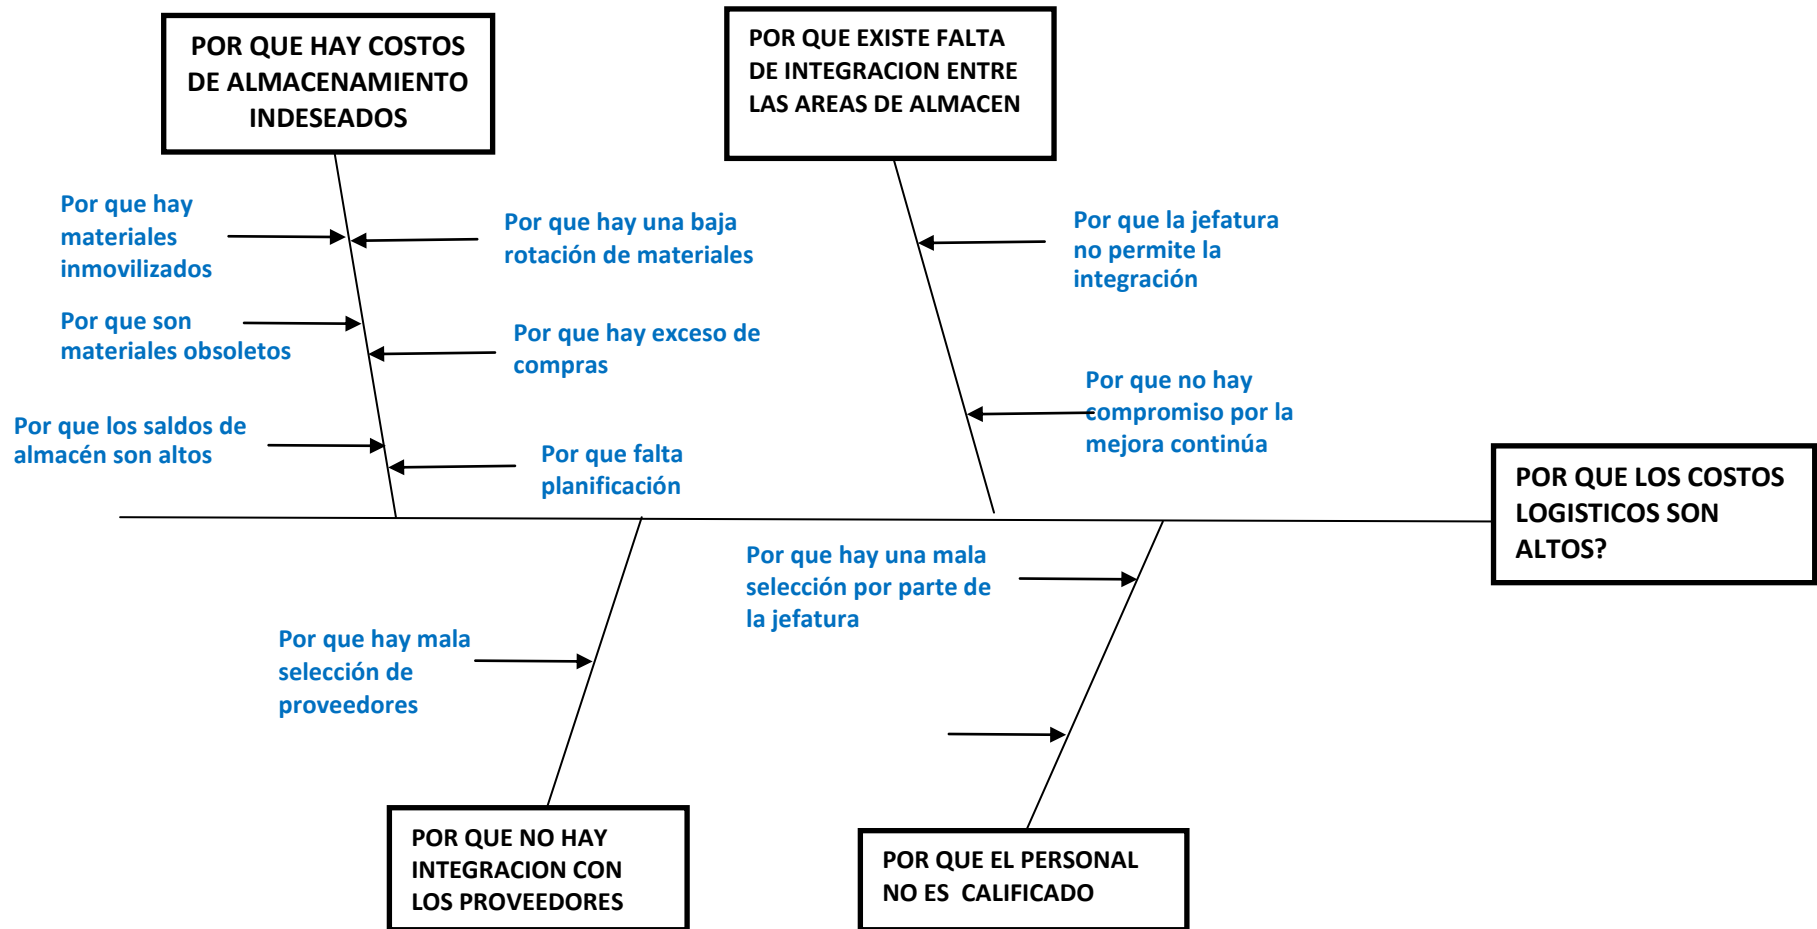 POR QUE HAY COSTOS
DE ALMACENAMIENTO
INDESEADOS
POR QUE EXISTE FALTA
DE INTEGRACION ENTRE
LAS AREAS DE ALMACEN
Por que hay
materiales
inmovilizados
Por que hay una baja
rotación de materiales
Por que la jefatura
no permite la
integración
Por que son
materiales obsoletos
Por que hay exceso de
compras
Por que no hay
compromiso por la
mejora continúa
Por que los saldos de
almacén son altos
Por que falta
planificación
POR QUE LOS COSTOS
LOGISTICOS SON
ALTOS?
Por que hay una mala
selección por parte de
la jefatura
Por que hay mala
selección de
proveedores
POR QUE NO HAY
INTEGRACION CON
LOS PROVEEDORES
POR QUE EL PERSONAL
NO ES  CALIFICADO